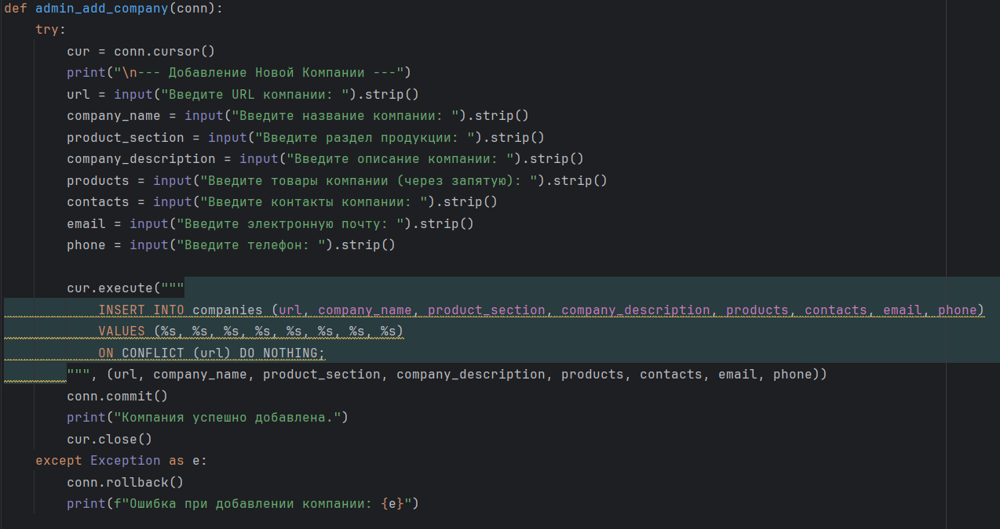 def admin_add_company(conn):
    try:
        cur = conn.cursor()
        print("\n--- Добавление Новой Компании ---")
        url = input("Введите URL компании: ").strip()
        company_name = input("Введите название компании: ").strip()
        product_section = input("Введите раздел продукции: ").strip()
        company_description = input("Введите описание компании: ").strip()
        products = input("Введите товары компании (через запятую): ").strip()
        contacts = input("Введите контакты компании: ").strip()
        email = input("Введите электронную почту: ").strip()
        phone = input("Введите телефон: ").strip()

        cur.execute("""
            INSERT INTO companies (url, company_name, product_section, company_description, products, contacts, email, phone)
            VALUES (%s, %s, %s, %s, %s, %s, %s, %s)
            ON CONFLICT (url) DO NOTHING;
        """, (url, company_name, product_section, company_description, products, contacts, email, phone))
        conn.commit()
        print("Компания успешно добавлена.")
        cur.close()
    except Exception as e:
        conn.rollback()
        print(f"Ошибка при добавлении компании: {e}")